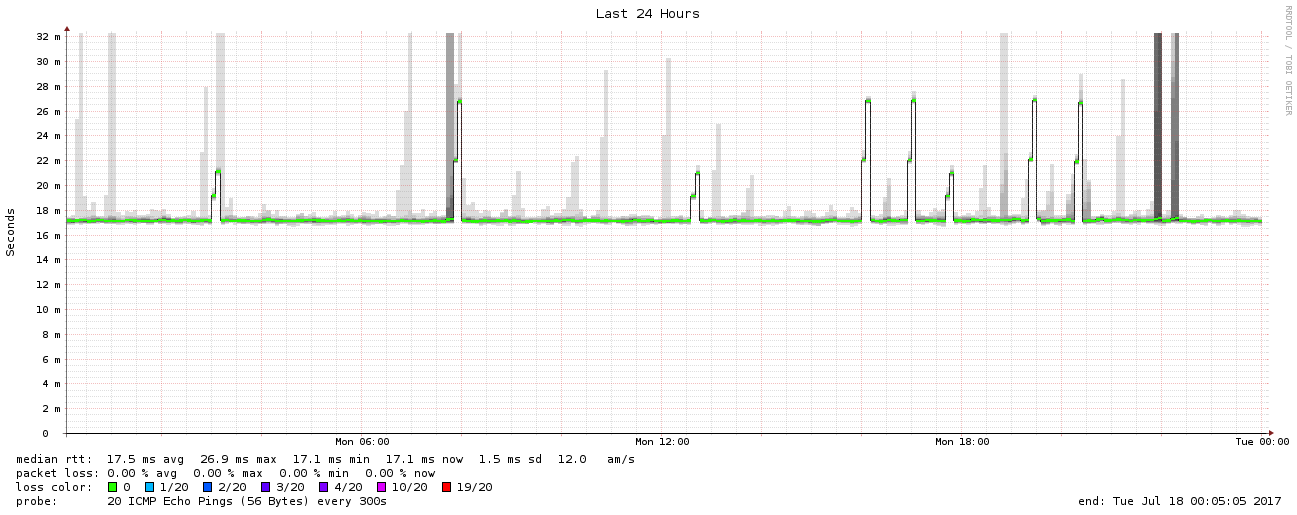 Last 24 Hours
RRDTOOL / TOBI OETIKER
32 m
30 m
28 m
26 m
24 m
22 m
20 m
18 m
16 m
14 m
12 m
10 m
8 m
6 m
4 m
2 m
0
Seconds
Mon 06:00 Mon 12:00 Mon 18:00 Tue 00:00
median rtt: 17.5 ms avg 26.9 ms max 17.1 ms min 17.1 ms now 1.5 ms sd 12.0 am/s
packet loss: 0.00 % avg 0.00 % max 0.00 % min 0.00 % now
loss color: 0 1/20 2/20 3/20 4/20 10/20 19/20
probe: 20 ICMP Echo Pings (56 Bytes) every 300s end: Tue Jul 18 00:05:05 2017